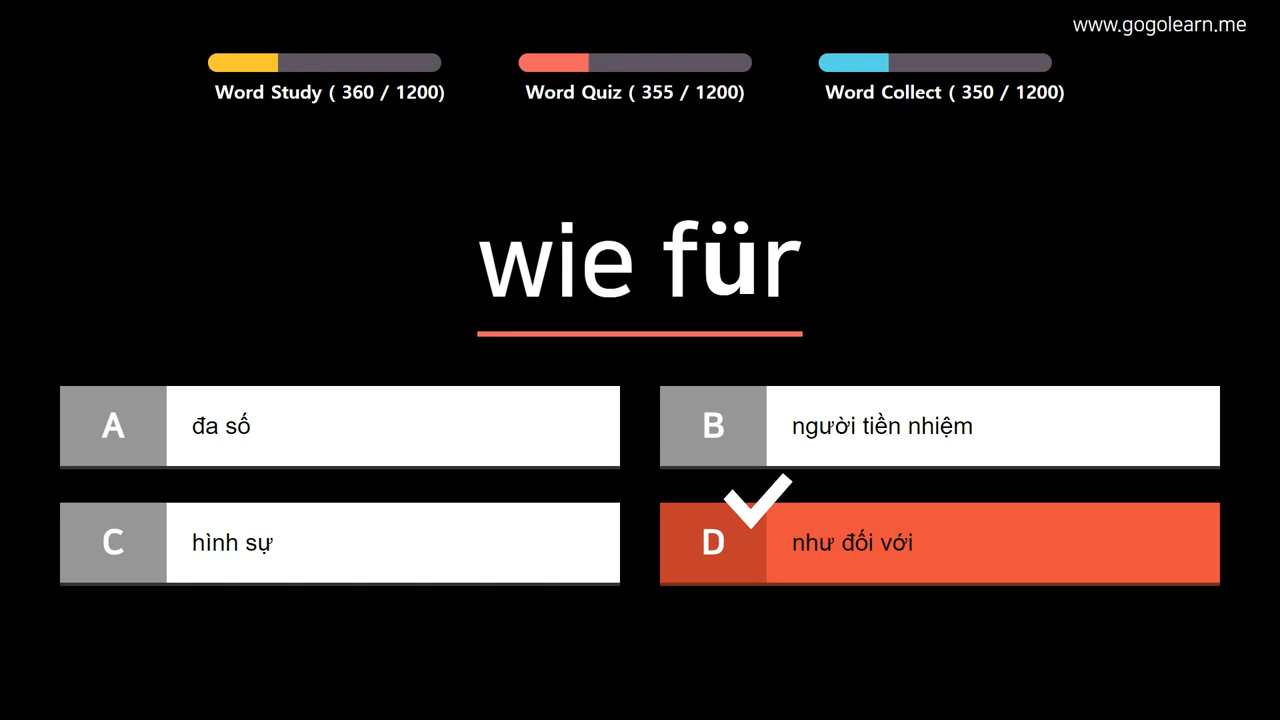 www.gogolearn.me
Word Study ( 360 / 1200)
Word Quiz ( 355 / 1200)
Word Collect ( 350 / 1200)
wie für
A đa số
B người tiền nhiệm
C hình sự
D như đối với